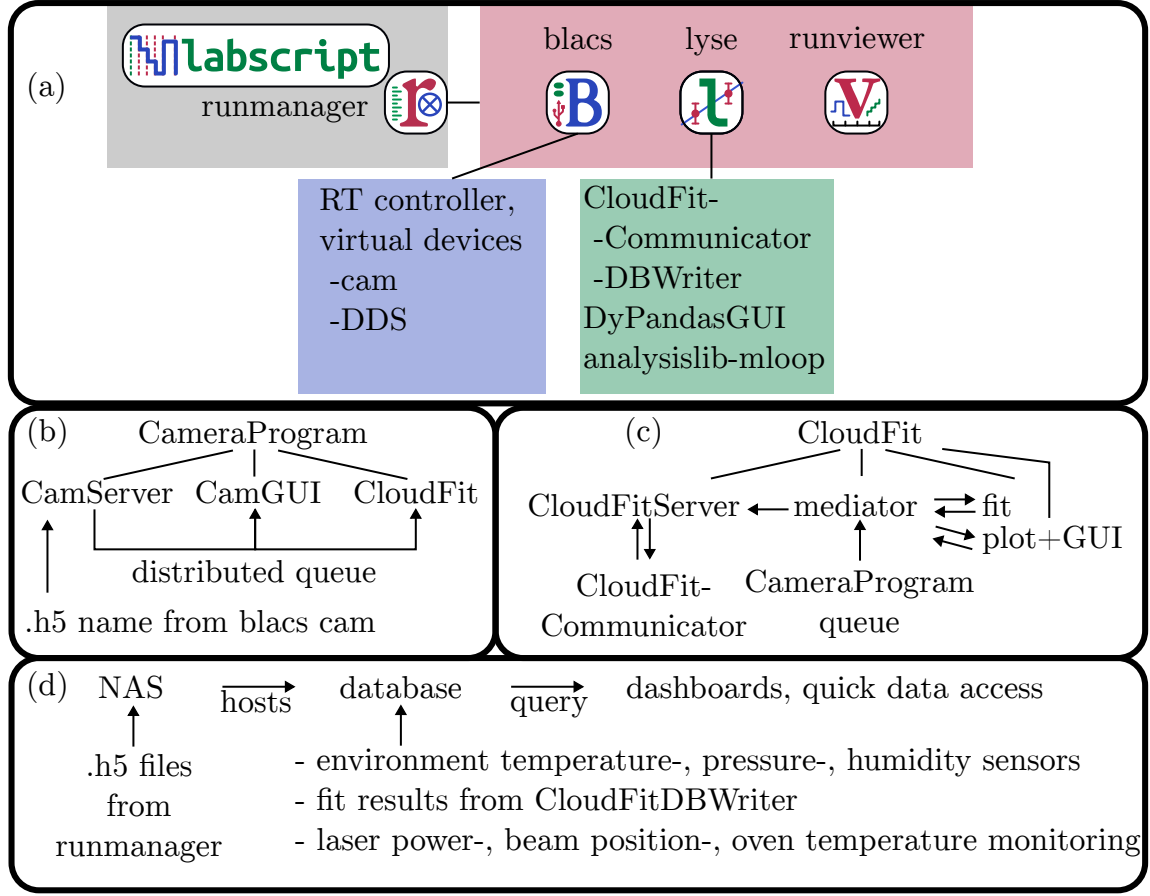 (a)
labscript
runmanager
r
blacs
lyse
runviewer
B
l
V
RT controller,
virtual devices
-cam
-DDS
CloudFit-
-Communicator
-DBWriter
DyPandasGUI
analysislib-mloop
(b)
CameraProgram
CamServer CamGUI CloudFit
distributed queue
.h5 name from blacs cam
(c)
CloudFit
CloudFitServer mediator fit
plot+GUI
CloudFit-
Communicator
CameraProgram
queue
(d) NAS hosts database query dashboards, quick data access
.h5 files
from
runmanager
- environment temperature-, pressure-, humidity sensors
- fit results from CloudFitDBWriter
- laser power-, beam position-, oven temperature monitoring